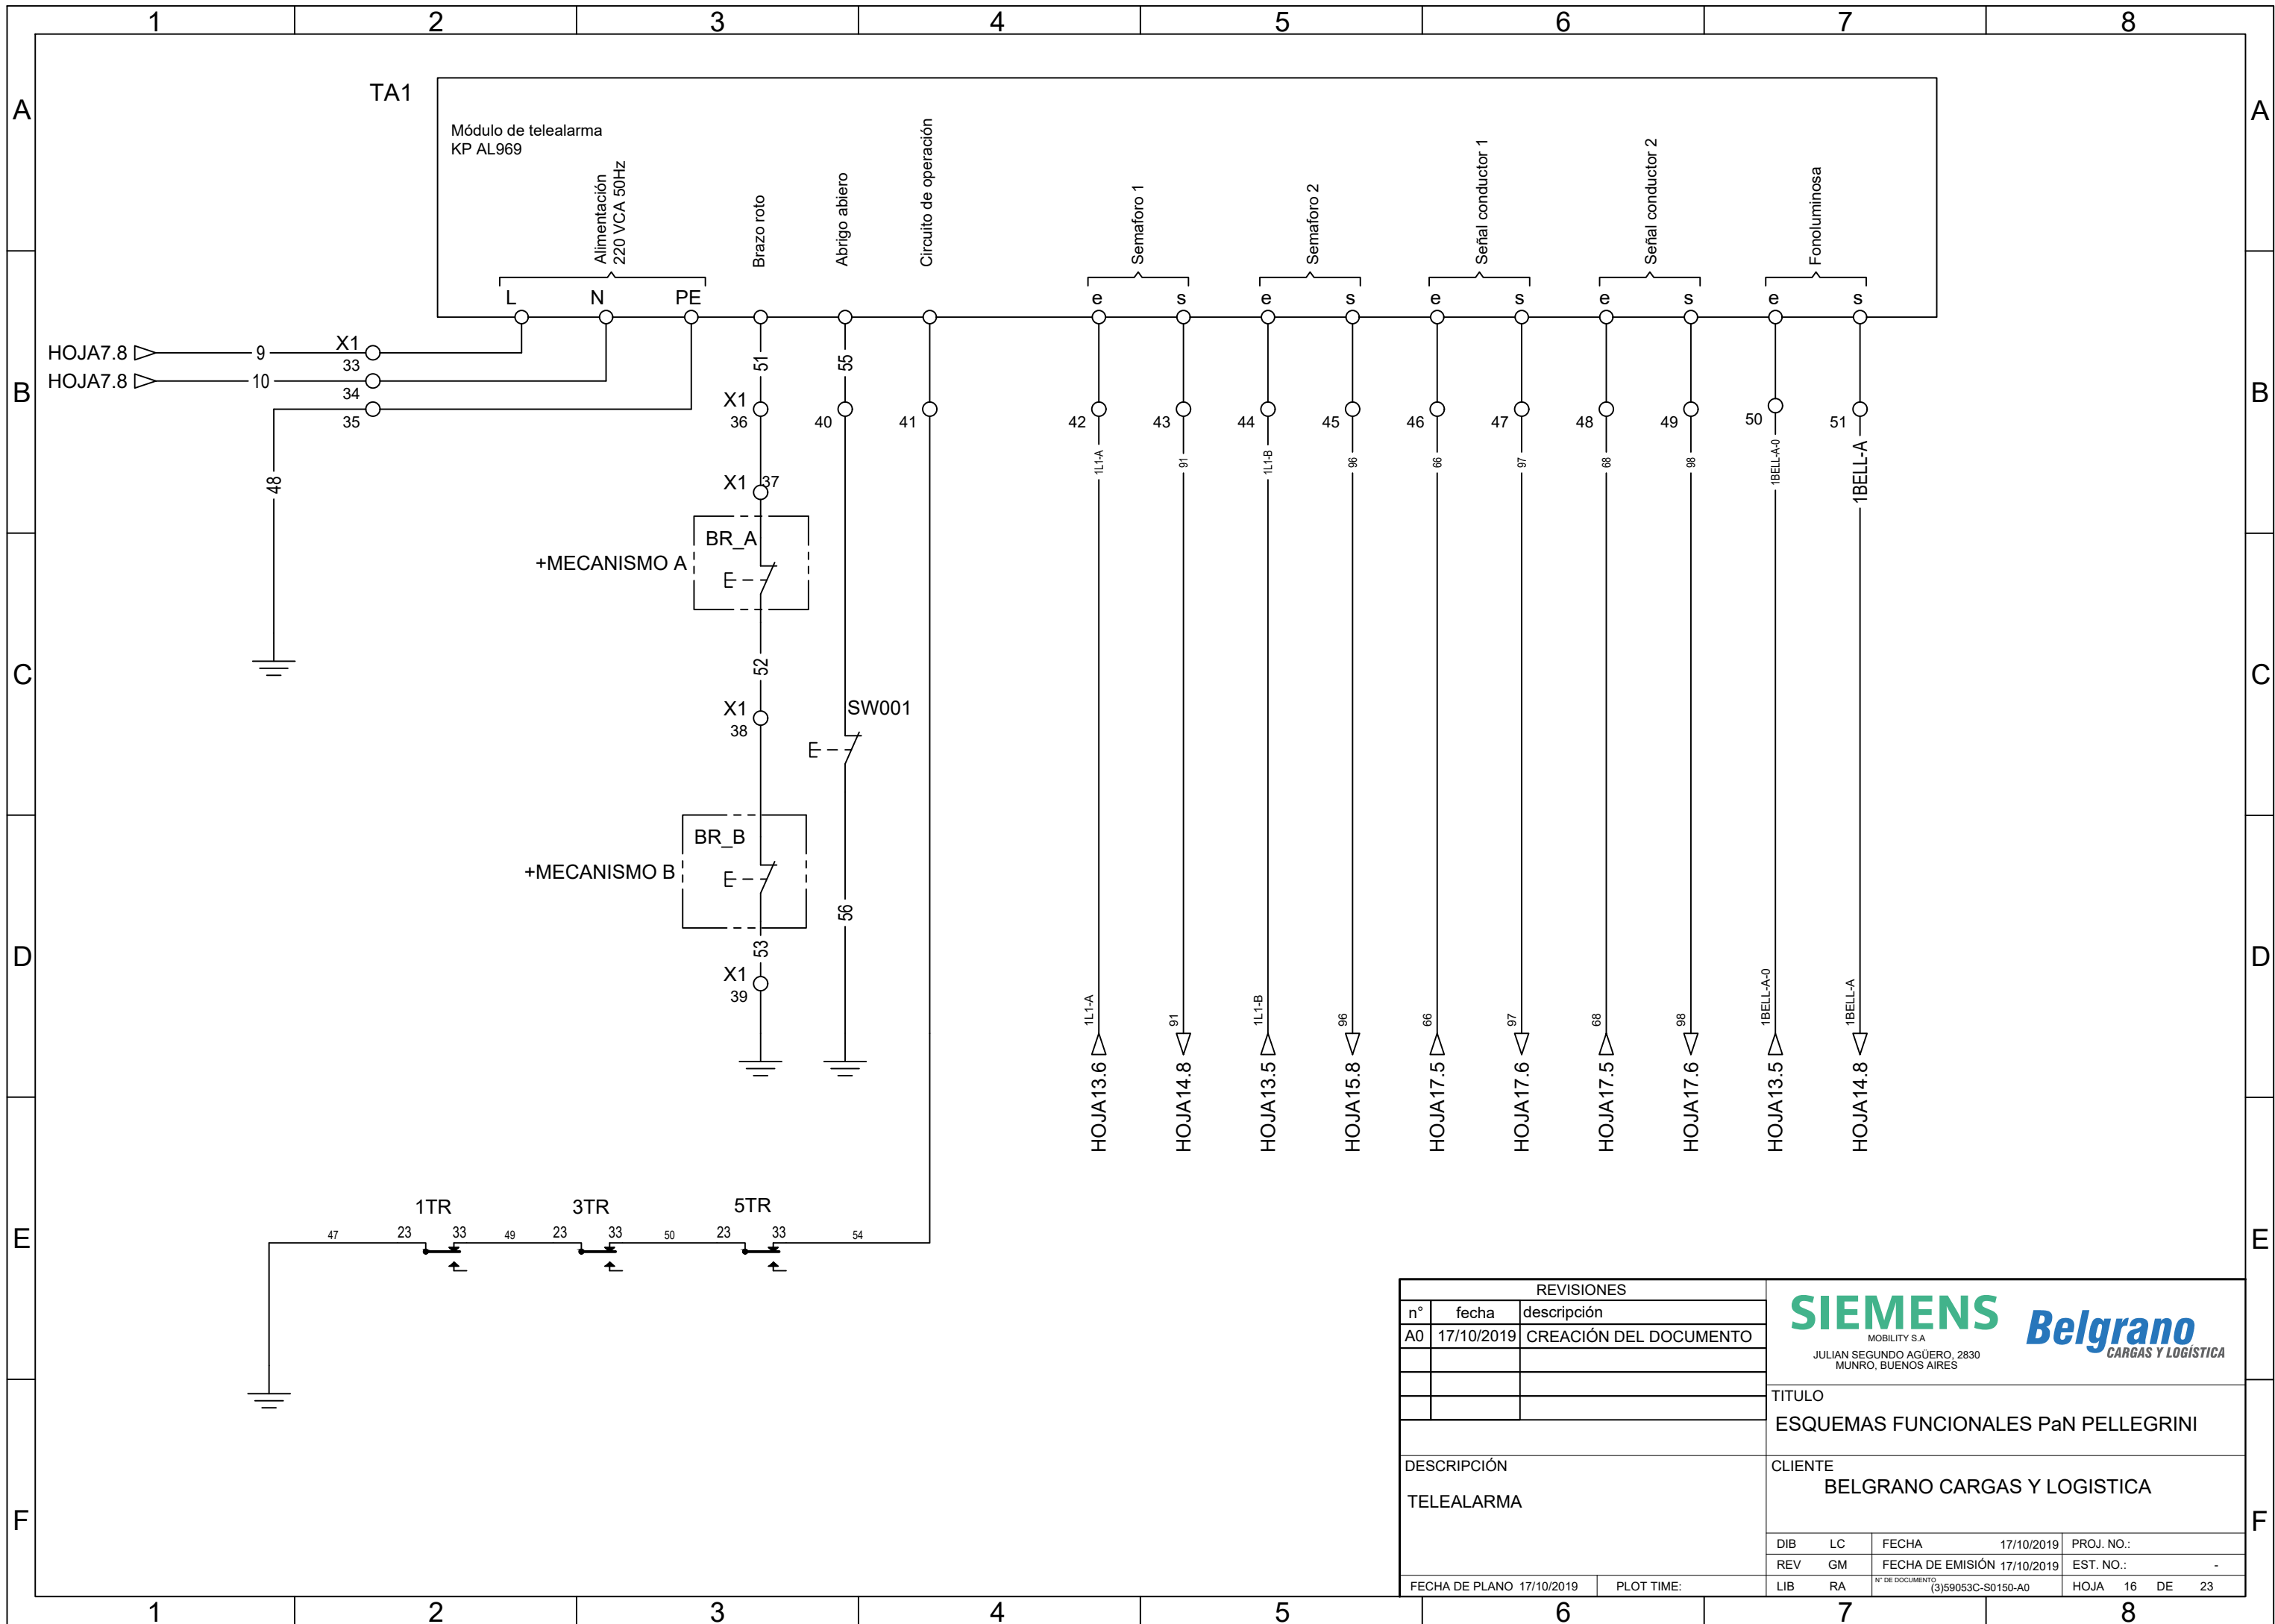 1 2 3 4 5 6 7 8
A A
TA1
Módulo de telealarma
KP AL969
Alimentación
220 VCA 50Hz
Brazo roto
Abrigo abiero
Circuito de operación
Semaforo 1
Semaforo 2
Señal conductor 1
Señal conductor 2
Fonoluminosa
L N PE e s e s e s e s e s
B B
HOJA7.8 9 X1
33
HOJA7.8 10
34
35
48
51
X1
36
55
40
41
42
43
44
45
46
47
48
49
50
51
1L1-A
91
1L1-B
96
66
97
68
98
1BELL-A-0
1BELL-A
X1 37
BR_A
+MECANISMO A
C C
52
X1
38
SW001
BR_B
+MECANISMO B
56
53
X1
39
D D
1L1-A
91
1L1-B
96
66
97
68
98
1BELL-A-0
1BELL-A
HOJA13.6
HOJA14.8
HOJA13.5
HOJA15.8
HOJA17.5
HOJA17.6
HOJA17.5
HOJA17.6
HOJA13.5
HOJA14.8
E E
1TR 3TR 5TR
47 23 33 49 23 33 50 23 33 54
REVISIONES
n° fecha descripción
A0 17/10/2019 CREACIÓN DEL DOCUMENTO
SIEMENS
MOBILITY S.A
JULIAN SEGUNDO AGÜERO, 2830
MUNRO, BUENOS AIRES
Belgrano
CARGAS Y LOGÍSTICA
TITULO
ESQUEMAS FUNCIONALES PaN PELLEGRINI
DESCRIPCIÓN
TELEALARMA
CLIENTE
BELGRANO CARGAS Y LOGISTICA
F F
DIB LC FECHA 17/10/2019 PROJ. NO.:
REV GM FECHA DE EMISIÓN 17/10/2019 EST. NO.: -
FECHA DE PLANO 17/10/2019 PLOT TIME:
LIB RA N° DE DOCUMENTO (3)59053C-S0150-A0 HOJA 16 DE 23
1 2 3 4 5 6 7 8